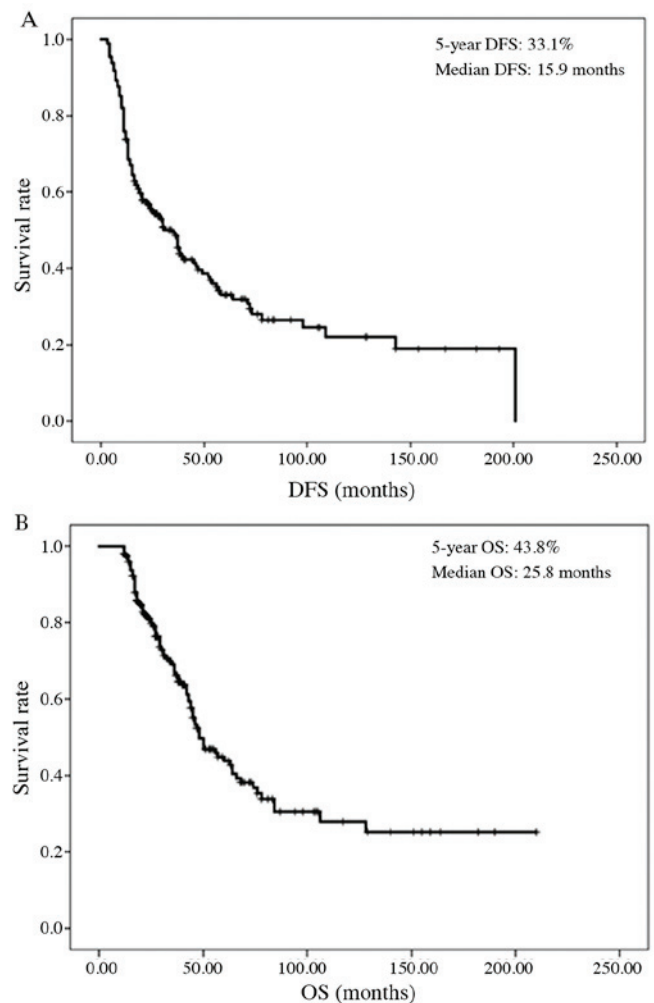 A
5-year DFS: 33.1%
Median DFS: 15.9 months
Survival rate
1.0
0.8
0.6
0.4
0.2
0.0
0.00 50.00 100.00 150.00 200.00 250.00
DFS (months)
B
5-year OS: 43.8%
Median OS: 25.8 months
Survival rate
1.0
0.8
0.6
0.4
0.2
0.0
0.00 50.00 100.00 150.00 200.00 250.00
OS (months)